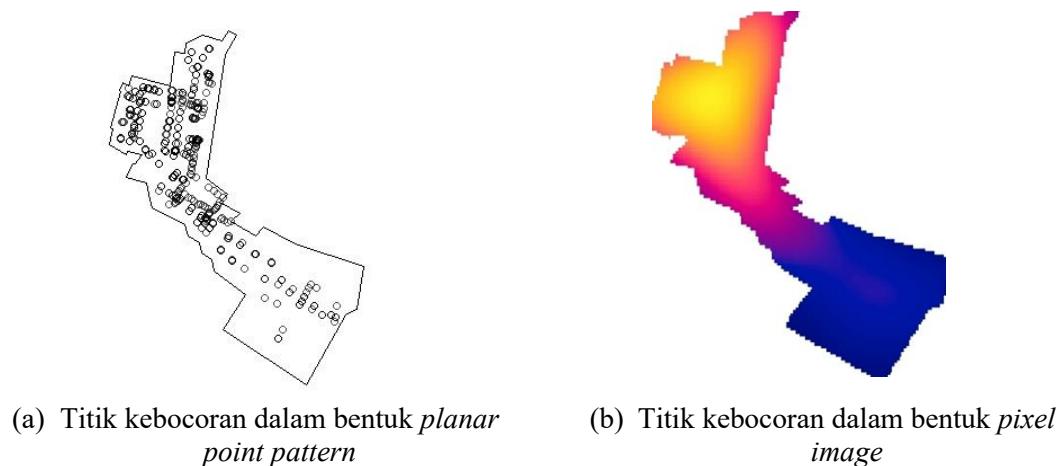 (a) Titik kebocoran dalam bentuk planar
point pattern
(b) Titik kebocoran dalam bentuk pixel
image